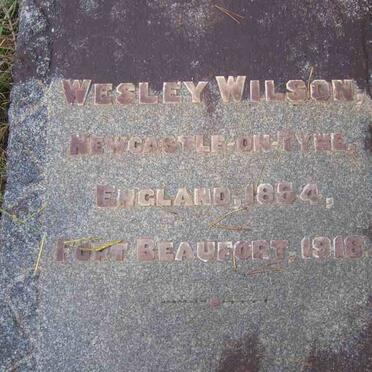 WESLEY WILSON,
NEWCASTLE-ON-TYNE,
ENGLAND, 1854,
FORT BEAUFORT, 1918